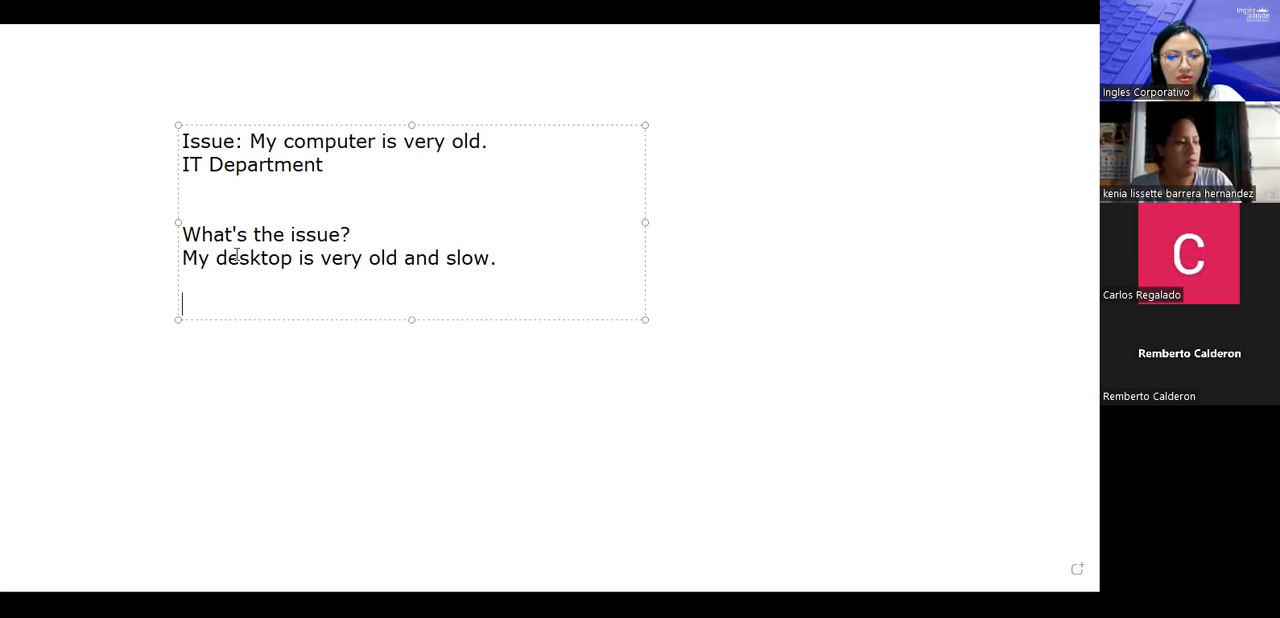 Issue: My computer is very old.
IT Department
What's the issue?
My desktop is very old and slow.
Ingles
Ingles Corporativo
kenia lissette barrera hernandez
C
Carlos Regalado
Remberto Calderon
Remberto Calderon